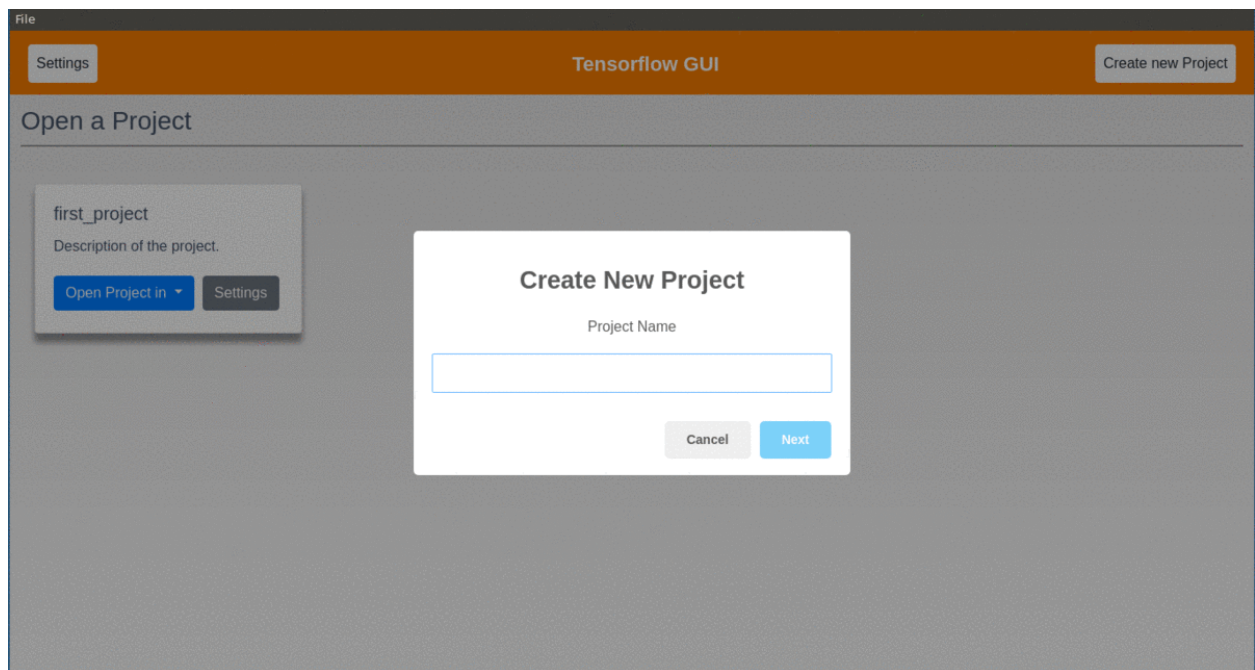 File
Settings
Tensorflow GUI
Create new Project
Open a Project
first_project
Description of the project.
Open Project in
Settings
Create New Project
Project Name
Cancel
Next